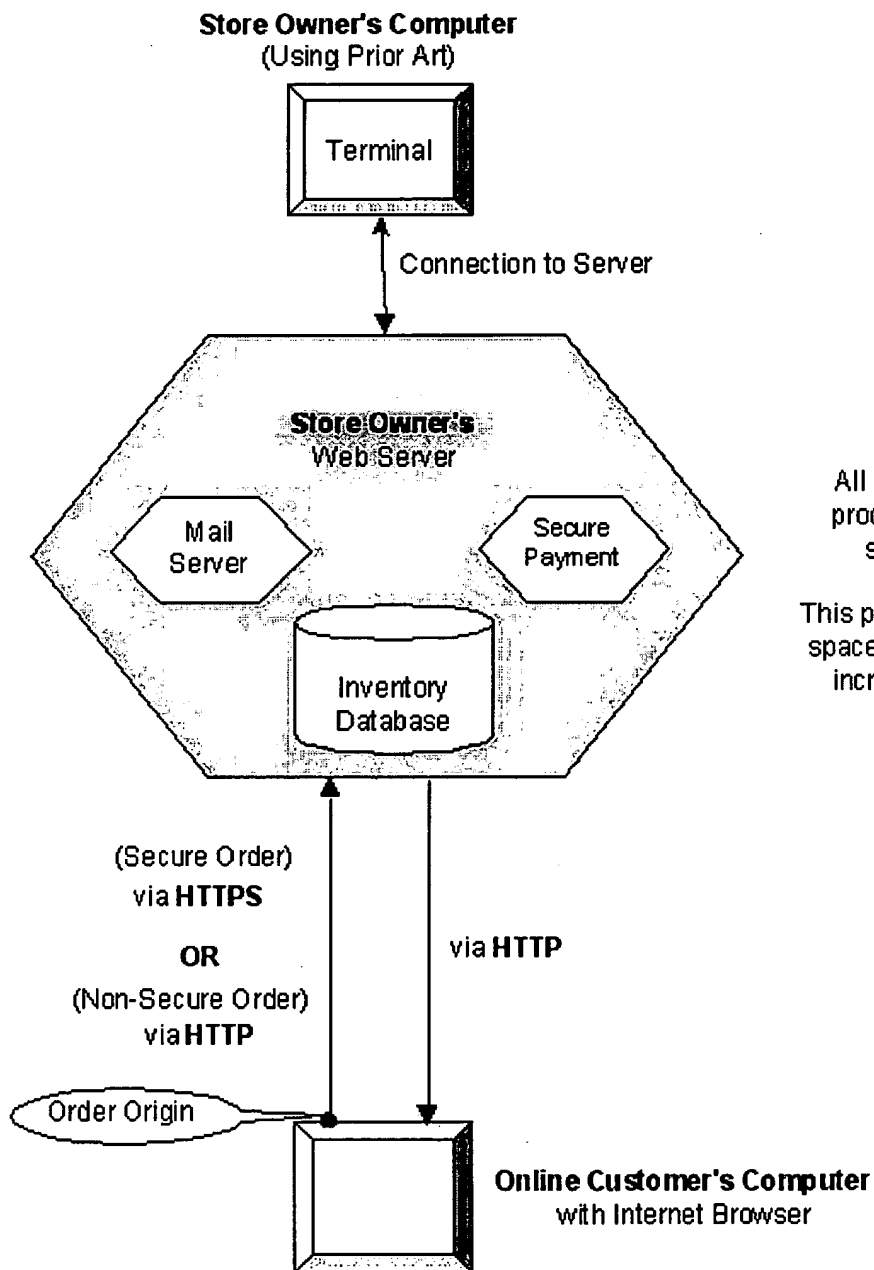 Store Owner's Computer
(Using Prior Art)
Terminal
Connection to Server
Store Owner's
Web Server
Mail
Server
Secure
Payment
Inventory
Database
All
s
This p
space
incr
(Secure Order)
via HTTPS
OR
(Non-Secure Order)
via HTTP
via HTTP
Order Origin
Online Customer's Computer
with Internet Browser